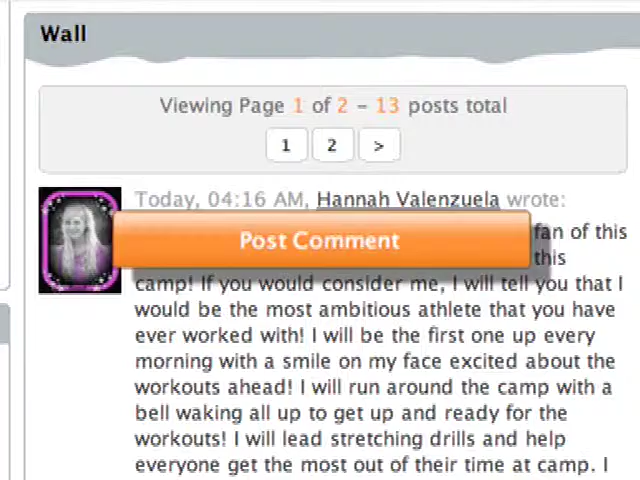 Wall
Viewing Page 1 of 2 - 13 posts total
1 2 >
Today, 04:16 AM, Hannah Valenzuela wrote:
fan of this
Post Comment
this
camp! If you would consider me, I will tell you that I
would be the most ambitious athlete that you have
ever worked with! I will be the first one up every
morning with a smile on my face excited about the
workouts ahead! I will run around the camp with a
bell waking all up to get up and ready for the
workouts! I will lead stretching drills and help
everyone get the most out of their time at camp. I